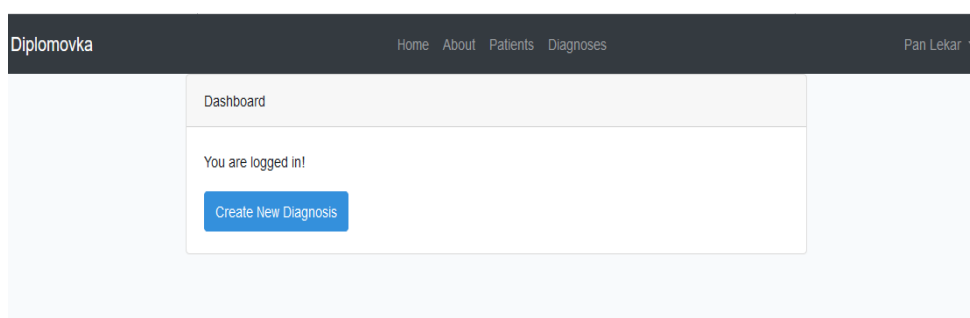 Diplomovka Home About Patients Diagnoses Pan Lekar
Dashboard
You are logged in!
Create New Diagnosis